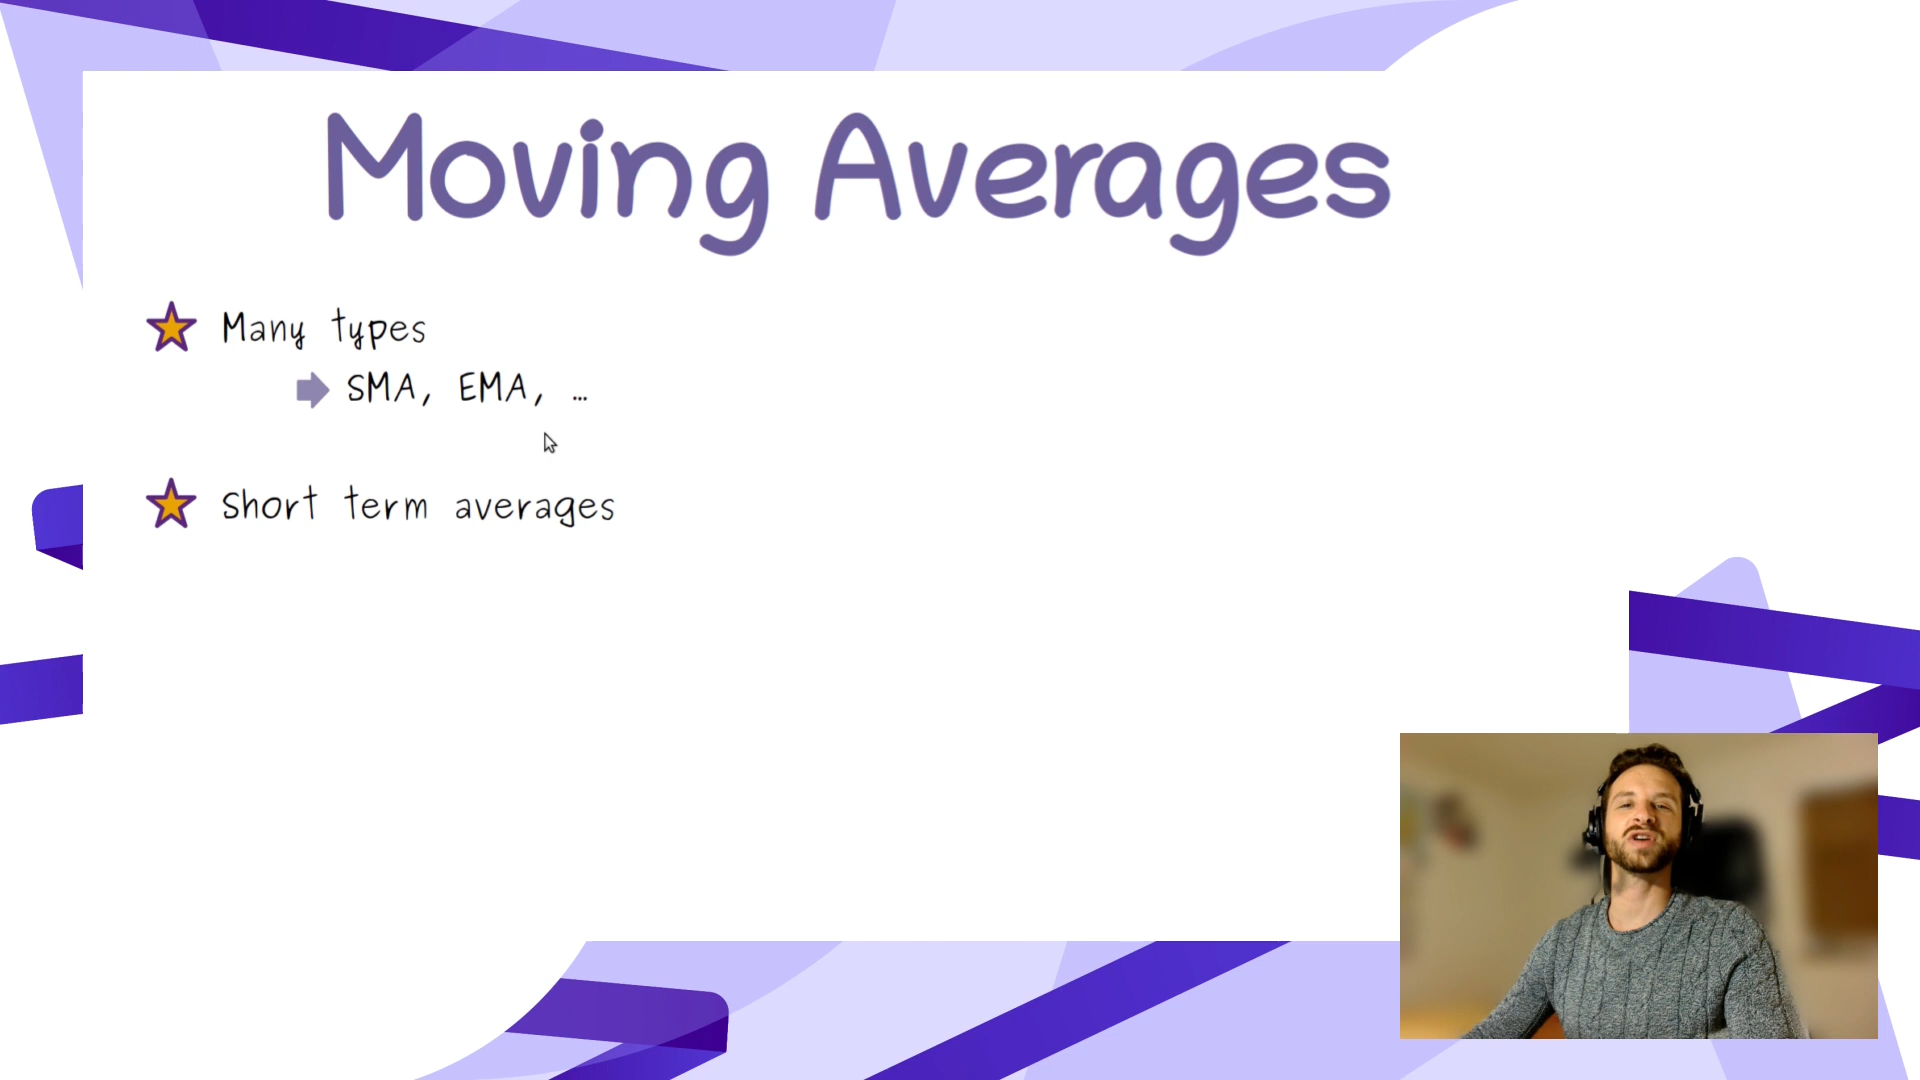 Moving Averages
Many types
SMA, EMA, ...
Short term averages